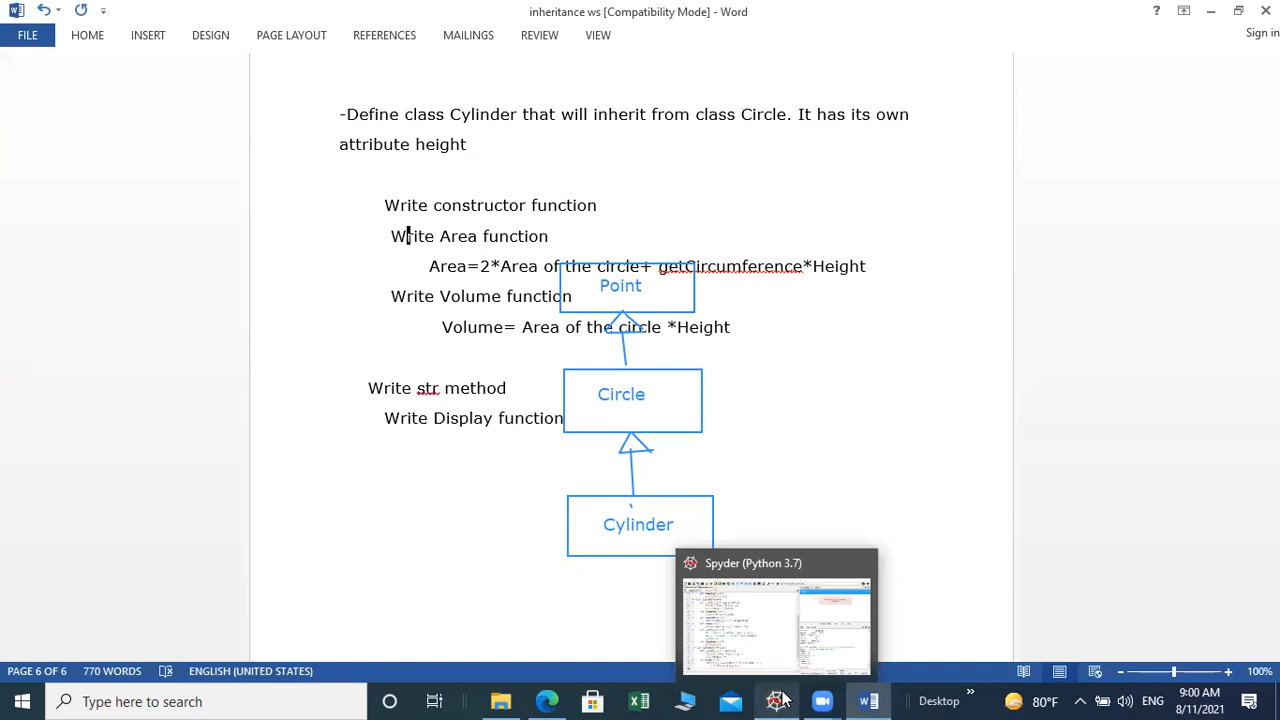 inheritance ws [Compatibility Mode] - Word
?
FILE HOME INSERT DESIGN PAGE LAYOUT REFERENCES MAILINGS REVIEW VIEW
Sign in
-Define class Cylinder that will inherit from class Circle. It has its own
attribute height
Write constructor function
Write Area function
Area=2*Area of the circle+ getCircumference*Height
Point
Write Volume function
Volume= Area of the circle *Height
Write str method
Circle
Write Display function
Cylinder
Spyder (Python 3.7)
OF 6
ENGLISH (UNITED STATES)
100%
Type here to search
Desktop
80°F
ENG
9:00 AM
8/11/2021